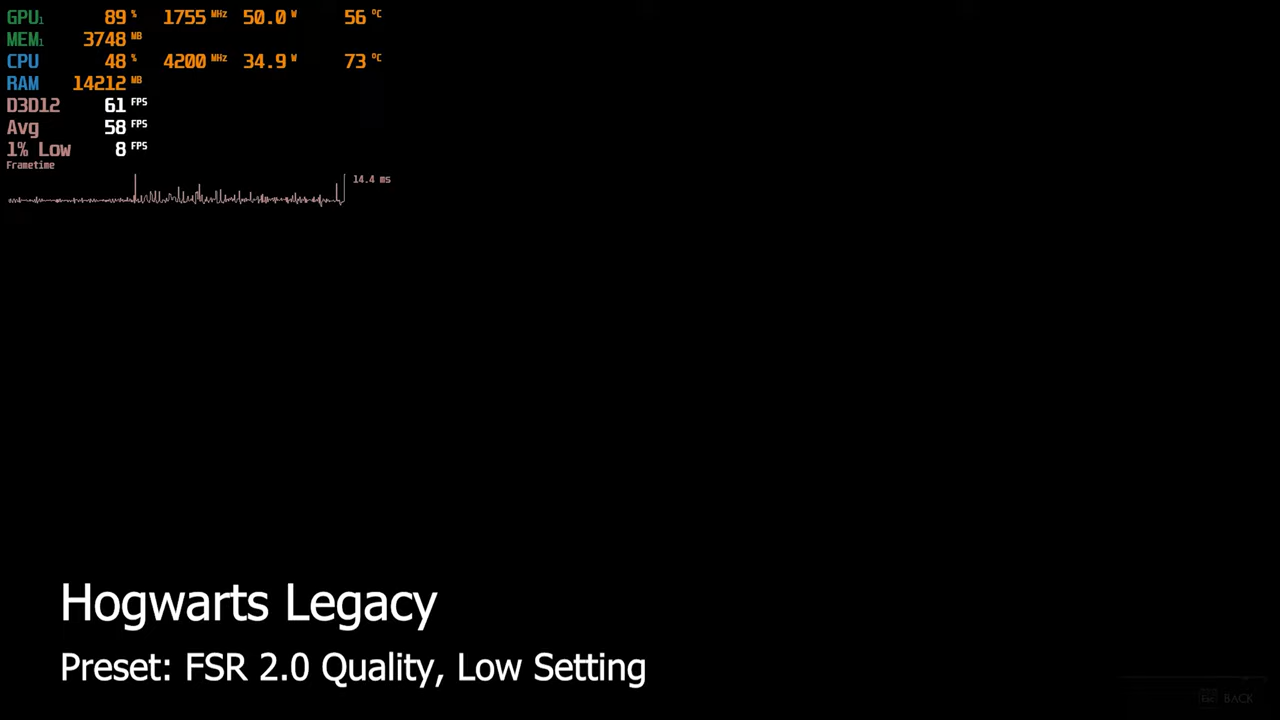 GPU1 89 % 1755 MHz 50.0 W 56 °C
MEM1 3748 MB
CPU 48 % 4200 MHz 34.9 W 73 °C
RAM 14212 MB
D3D12 61 FPS
Avg 58 FPS
1% Low 8 FPS
Frametime
14.4 ms
Hogwarts Legacy
Preset: FSR 2.0 Quality, Low Setting
Esc BACK